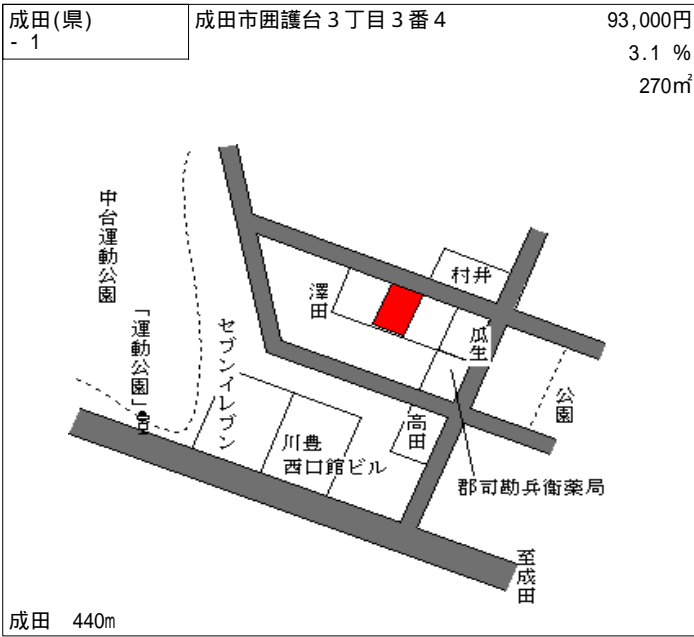 成田(県)
- 1
成田市囲護台３丁目３番４
93,000円
3.1 %
270㎡
中台運動公園
「運動公園」
セブンイレブン
澤田
村井
瓜生
公園
高田
川豊
西口館ビル
郡司勘兵衛薬局
至成田
成田 440m